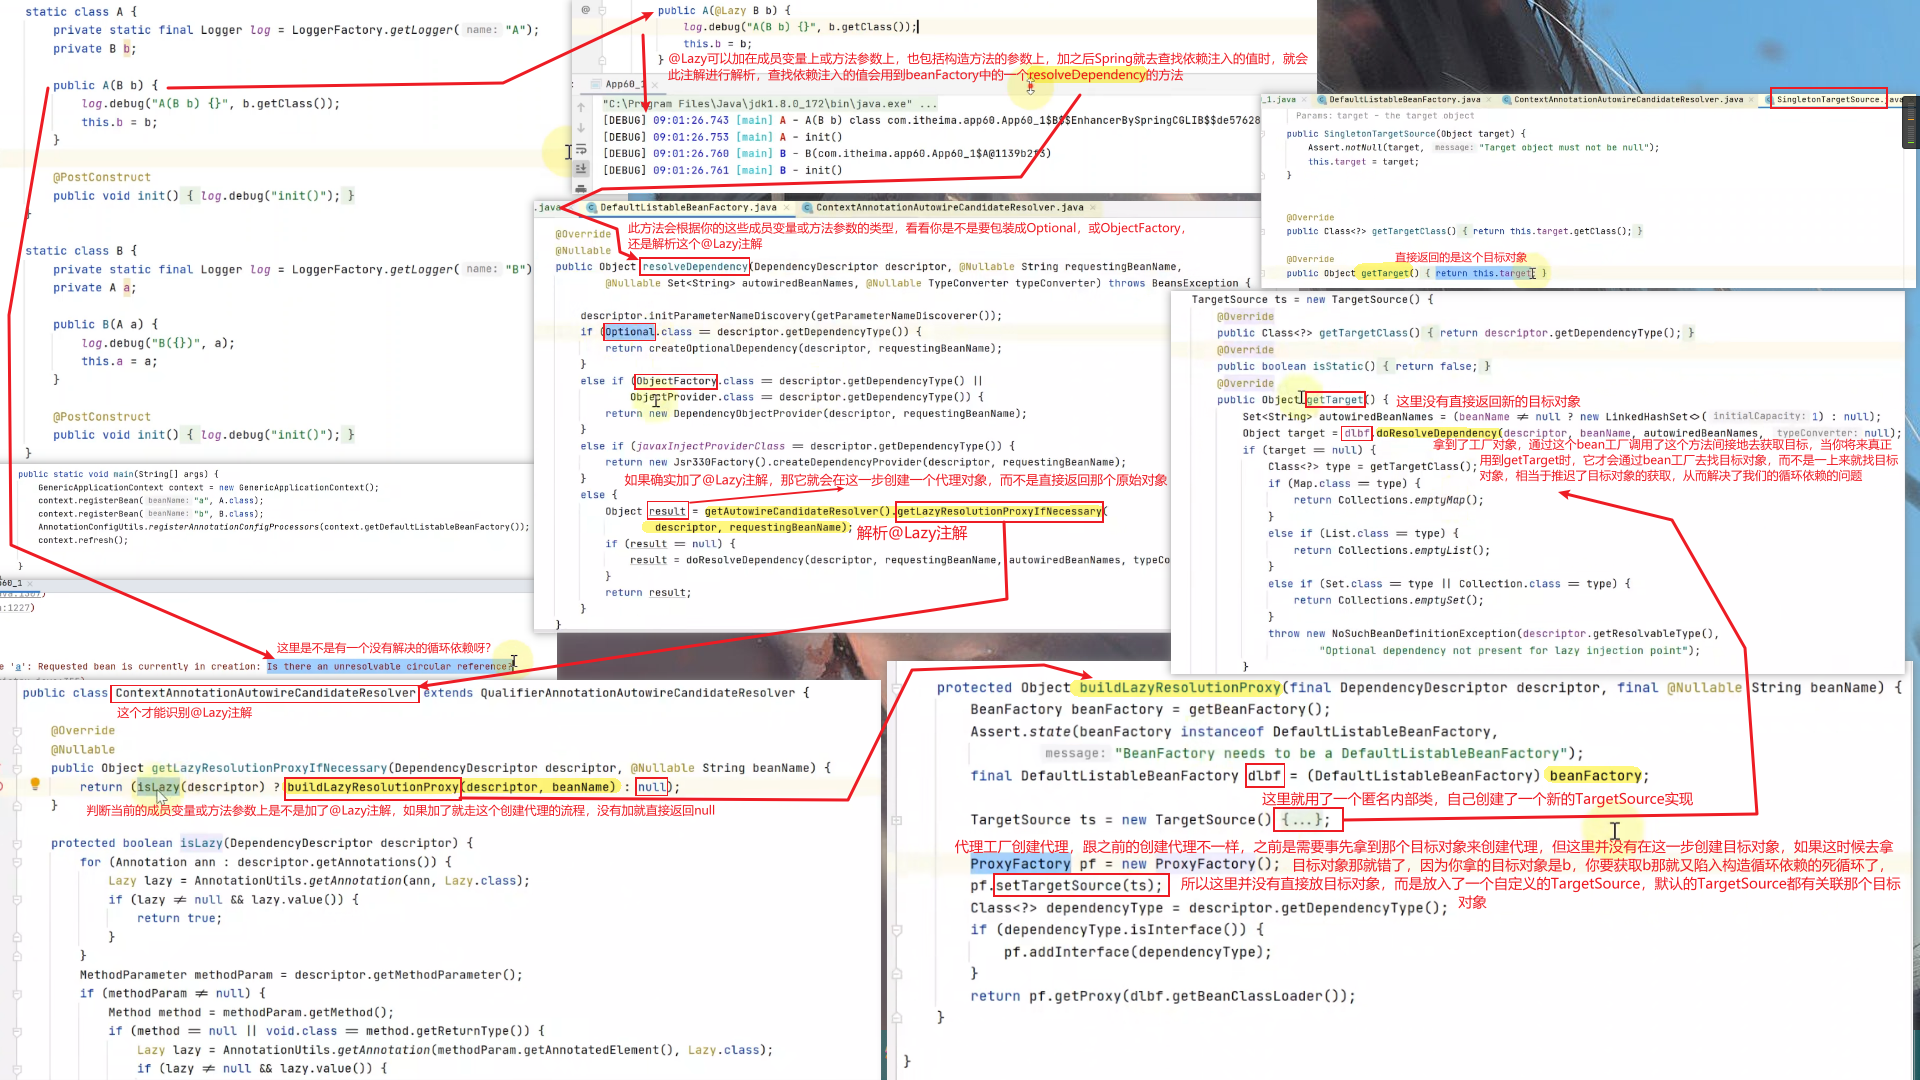 static class A {
private static final Logger log = LoggerFactory.getLogger( name: "A");
private B b;
public A(B b) {
log.debug("A(B b) {}", b.getClass());
this.b = b;
}
@PostConstruct
public void init() { log.debug("init()"); }
}
static class B {
private static final Logger log = LoggerFactory.getLogger( name: "B")
private A a;
public B(A a) {
log.debug("B({})", a);
this.a = a;
}
@PostConstruct
public void init() { log.debug("init()"); }
}
public static void main(String[] args) {
GenericApplicationContext context = new GenericApplicationContext();
context.registerBean( beanName: "a", A.class);
context.registerBean( beanName: "b", B.class);
AnnotationConfigUtils.registerAnnotationConfigProcessors(context.getDefaultListableBeanFactory());
context.refresh();
}
60_1
:1227)
这里是不是有一个没有解决的循环依赖呀?
e 'a': Requested bean is currently in creation: Is there an unresolvable circular reference?
public A(@Lazy B b) {
log.debug("A(B b) {}", b.getClass());
this.b = b;
}
@Lazy可以加在成员变量上或方法参数上，也包括构造方法的参数上，加之后Spring就去查找依赖注入的值时，就会
此注解进行解析，查找依赖注入的值会用到beanFactory中的一个resolveDependency的方法
App60_1
"C:\Program Files\Java\jdk1.8.0_172\bin\java.exe" ...
[DEBUG] 09:01:26.743 [main] A - A(B b) class com.itheima.app60.App60_1$B$$EnhancerBySpringCGLIB$$de57628
[DEBUG] 09:01:26.753 [main] A - init()
[DEBUG] 09:01:26.760 [main] B - B(com.itheima.app60.App60_1$A@1139b2f3)
[DEBUG] 09:01:26.761 [main] B - init()
.java DefaultListableBeanFactory.java ContextAnnotationAutowireCandidateResolver.java
此方法会根据你的这些成员变量或方法参数的类型，看看你是不是要包装成Optional，或ObjectFactory，
还是解析这个@Lazy注解
@Override
@Nullable
public Object resolveDependency(DependencyDescriptor descriptor, @Nullable String requestingBeanName,
@Nullable Set<String> autowiredBeanNames, @Nullable TypeConverter typeConverter) throws BeansException {
descriptor.initParameterNameDiscovery(getParameterNameDiscoverer());
if (Optional.class == descriptor.getDependencyType()) {
return createOptionalDependency(descriptor, requestingBeanName);
}
else if (ObjectFactory.class == descriptor.getDependencyType() ||
ObjectProvider.class == descriptor.getDependencyType()) {
return new DependencyObjectProvider(descriptor, requestingBeanName);
}
else if (javaxInjectProviderClass == descriptor.getDependencyType()) {
return new Jsr330Factory().createDependencyProvider(descriptor, requestingBeanName);
}
如果确实加了@Lazy注解，那它就会在这一步创建一个代理对象，而不是直接返回那个原始对象
else {
Object result = getAutowireCandidateResolver().getLazyResolutionProxyIfNecessary(
descriptor, requestingBeanName);
解析@Lazy注解
if (result == null) {
result = doResolveDependency(descriptor, requestingBeanName, autowiredBeanNames, typeCo
}
return result;
}
}
_1.java DefaultListableBeanFactory.java ContextAnnotationAutowireCandidateResolver.java SingletonTargetSource.java
Params: target – the target object
public SingletonTargetSource(Object target) {
Assert.notNull(target, message: "Target object must not be null");
this.target = target;
}
@Override
public Class<?> getTargetClass() { return this.target.getClass(); }
@Override
直接返回的是这个目标对象
public Object getTarget() { return this.target; }
TargetSource ts = new TargetSource() {
@Override
public Class<?> getTargetClass() { return descriptor.getDependencyType(); }
@Override
public boolean isStatic() { return false; }
@Override
public Object getTarget() {
这里没有直接返回新的目标对象
Set<String> autowiredBeanNames = (beanName != null ? new LinkedHashSet<>( initialCapacity: 1) : null);
Object target = dlbf.doResolveDependency(descriptor, beanName, autowiredBeanNames, typeConverter: null);
拿到了工厂对象，通过这个bean工厂调用了这个方法间接地去获取目标，当你将来真正
if (target == null) {
Class<?> type = getTargetClass();
用到getTarget时，它才会通过bean工厂去找目标对象，而不是一上来就找目标
对象，相当于推迟了目标对象的获取，从而解决了我们的循环依赖的问题
if (Map.class == type) {
return Collections.emptyMap();
}
else if (List.class == type) {
return Collections.emptyList();
}
else if (Set.class == type || Collection.class == type) {
return Collections.emptySet();
}
throw new NoSuchBeanDefinitionException(descriptor.getResolvableType(),
"Optional dependency not present for lazy injection point");
}
public class ContextAnnotationAutowireCandidateResolver extends QualifierAnnotationAutowireCandidateResolver {
这个才能识别@Lazy注解
@Override
@Nullable
public Object getLazyResolutionProxyIfNecessary(DependencyDescriptor descriptor, @Nullable String beanName) {
return (isLazy(descriptor) ? buildLazyResolutionProxy(descriptor, beanName) : null);
}
判断当前的成员变量或方法参数上是不是加了@Lazy注解，如果加了就走这个创建代理的流程，没有加就直接返回null
protected boolean isLazy(DependencyDescriptor descriptor) {
for (Annotation ann : descriptor.getAnnotations()) {
Lazy lazy = AnnotationUtils.getAnnotation(ann, Lazy.class);
if (lazy != null && lazy.value()) {
return true;
}
}
MethodParameter methodParam = descriptor.getMethodParameter();
if (methodParam != null) {
Method method = methodParam.getMethod();
if (method == null || void.class == method.getReturnType()) {
Lazy lazy = AnnotationUtils.getAnnotation(methodParam.getAnnotatedElement(), Lazy.class);
if (lazy != null && lazy.value()) {
protected Object buildLazyResolutionProxy(final DependencyDescriptor descriptor, final @Nullable String beanName) {
BeanFactory beanFactory = getBeanFactory();
Assert.state(beanFactory instanceof DefaultListableBeanFactory,
message: "BeanFactory needs to be a DefaultListableBeanFactory");
final DefaultListableBeanFactory dlbf = (DefaultListableBeanFactory) beanFactory;
这里就用了一个匿名内部类，自己创建了一个新的TargetSource实现
TargetSource ts = new TargetSource() {...};
代理工厂创建代理，跟之前的创建代理不一样，之前是需要事先拿到那个目标对象来创建代理，但这里并没有在这一步创建目标对象，如果这时候去拿
ProxyFactory pf = new ProxyFactory(); 目标对象那就错了，因为你拿的目标对象是b，你要获取b那就又陷入构造循环依赖的死循环了，
pf.setTargetSource(ts); 所以这里并没有直接放目标对象，而是放入了一个自定义的TargetSource，默认的TargetSource都有关联那个目标
对象
Class<?> dependencyType = descriptor.getDependencyType();
if (dependencyType.isInterface()) {
pf.addInterface(dependencyType);
}
return pf.getProxy(dlbf.getBeanClassLoader());
}
}